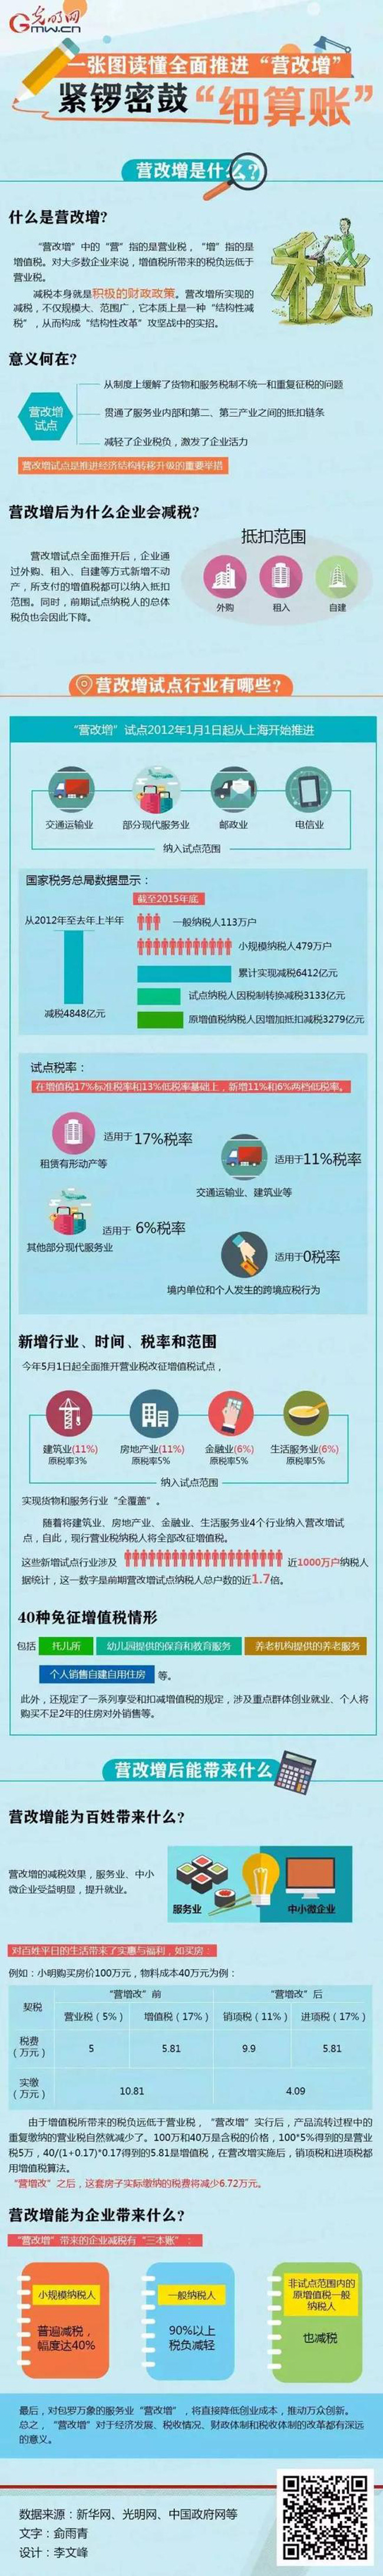 光明网
GMW.CN
一张图读懂全面推进“营改增”
紧锣密鼓“细算账”
营改增是什么?
什么是营改增?
“营改增”中的“营”指的是营业税，“增”指的是
增值税。对大多数企业来说，增值税所带来的税负远低于
营业税。
减税本身就是积极的财政政策。营改增所实现的
减税，不仅规模大、范围广，它本质上是一种“结构性减
税”，从而构成“结构性改革”攻坚战中的实招。
税
意义何在?
营改增
试点
从制度上缓解了货物和服务税制不统一和重复征税的问题
贯通了服务业内部和第二、第三产业之间的抵扣链条
减轻了企业税负，激发了企业活力
营改增试点是推进经济结构转移升级的重要举措
营改增后为什么企业会减税?
营改增试点全面推开后，企业通
过外购、租入、自建等方式新增不动
产，所支付的增值税都可以纳入抵扣
范围。同时，前期试点纳税人的总体
税负也会因此下降。
抵扣范围
外购 租入 自建
营改增试点行业有哪些?
“营改增”试点2012年1月1日起从上海开始推进
交通运输业 部分现代服务业 邮政业 电信业
纳入试点范围
国家税务总局数据显示：
截至2015年底
从2012年至去年上半年
减税4848亿元
一般纳税人113万户
小规模纳税人479万户
累计实现减税6412亿元
试点纳税人因税制转换减税3133亿元
原增值税纳税人因增加抵扣减税3279亿元
试点税率：
在增值税17%标准税率和13%低税率基础上，新增11%和6%两档低税率。
适用于17%税率
租赁有形动产等
适用于11%税率
交通运输业、建筑业等
适用于 6%税率
其他部分现代服务业
适用于0税率
境内单位和个人发生的跨境应税行为
新增行业、时间、税率和范围
今年5月1日起全面推开营业税改征增值税试点，
建筑业(11%) 房地产业(11%) 金融业(6%) 生活服务业(6%)
原税率3% 原税率5% 原税率5% 原税率5%
纳入试点范围
实现货物和服务行业“全覆盖”。
随着将建筑业、房地产业、金融业、生活服务业4个行业纳入营改增试
点，自此，现行营业税纳税人将全部改征增值税。
这些新增试点行业涉及 近1000万户纳税人
据统计，这一数字是前期营改增试点纳税人总户数的近1.7倍。
40种免征增值税情形
包括 托儿所 幼儿园提供的保育和教育服务 养老机构提供的养老服务
个人销售自建自用住房 等。
此外，还规定了一系列享受和扣减增值税的规定，涉及重点群体创业就业、个人将
购买不足2年的住房对外销售等。
营改增后能带来什么
营改增能为百姓带来什么?
营改增的减税效果，服务业、中小
微企业受益明显，提升就业。
服务业
中小微企业
对百姓平日的生活带来了实惠与福利，如买房：
例如：小明购买房价100万元，物料成本40万元为例：
契税 “营增改”前 “营增改”后
营业税（5%） 增值税（17%） 销项税（11%） 进项税（17%）
税费（万元） 5 5.81 9.9 5.81
实缴（万元） 10.81 4.09
由于增值税所带来的税负远低于营业税，“营改增”实行后，产品流转过程中的
重复缴纳的营业税自然就减少了。100万和40万是含税的价格，100*5%得到的是营业
税5万，40/(1+0.17)*0.17得到的5.81是增值税，在营改增实施后，销项税和进项税都
用增值税算法。
“营增改”之后，这套房子实际缴纳的税费将减少6.72万元。
营改增能为企业带来什么?
“营改增”带来的企业减税有“三本账”：
小规模纳税人
普遍减税，
幅度达40%
一般纳税人
90%以上
税负减轻
非试点范围内的
原增值税一般
纳税人
也减税
最后，对包罗万象的服务业“营改增”，将直接降低创业成本，推动万众创新。
总之，“营改增”对于经济发展、税收情况、财政体制和税收体制的改革都有深远
的意义。
数据来源：新华网、光明网、中国政府网等
文字：俞雨青
设计：李文峰